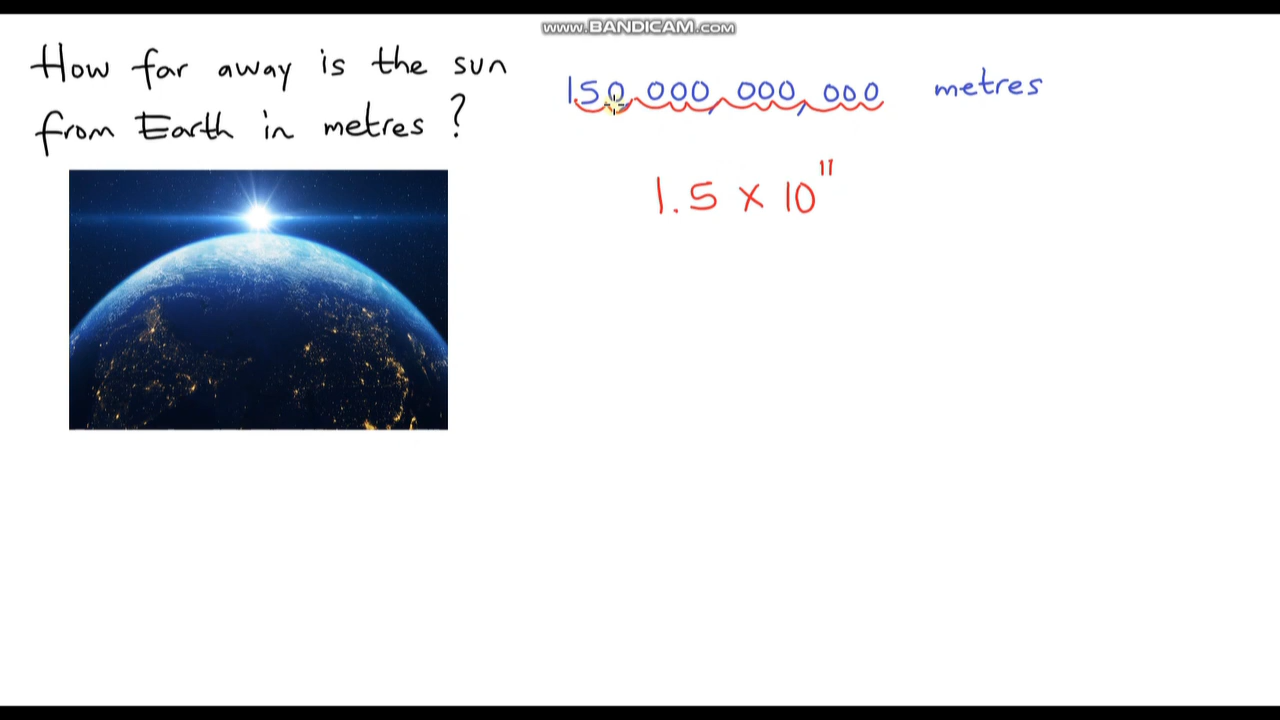 www.BANDICAM.com
How far away is the sun
from Earth in metres ?
150,000,000,000 metres
1.5 × 10¹¹